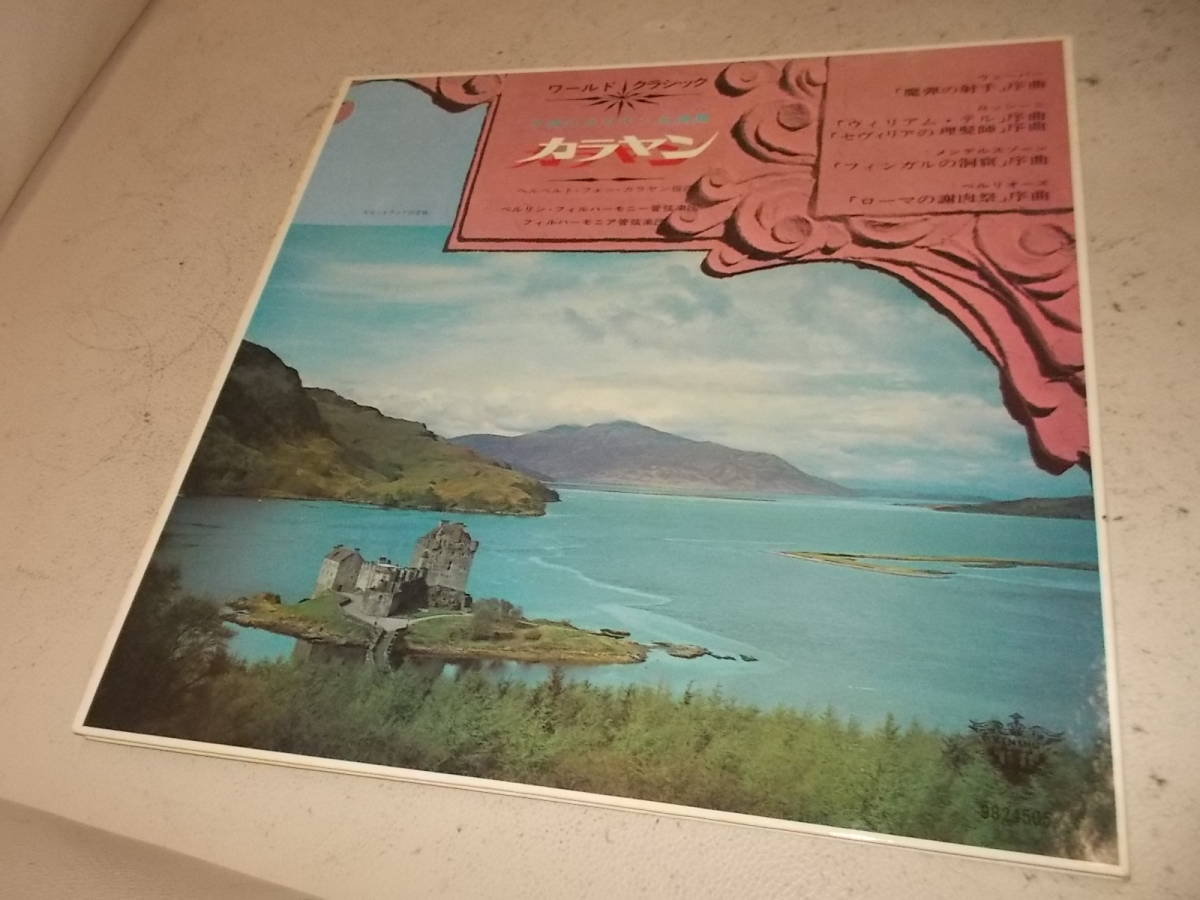 ワールド クラシック
カラヤン
ヘルベルト・フォン・カラヤン指
ベルリン・フィルハーモニー管弦楽団
フィルハーモニア管弦楽団
ウェーバー
「魔弾の射手」序曲
ロッシーニ
「ウィリアム・テル」序曲
「セヴィリアの理髪師」序曲
メンデルスゾーン
「フィンガルの洞窟」序曲
ベルリオーズ
「ローマの謝肉祭」序曲